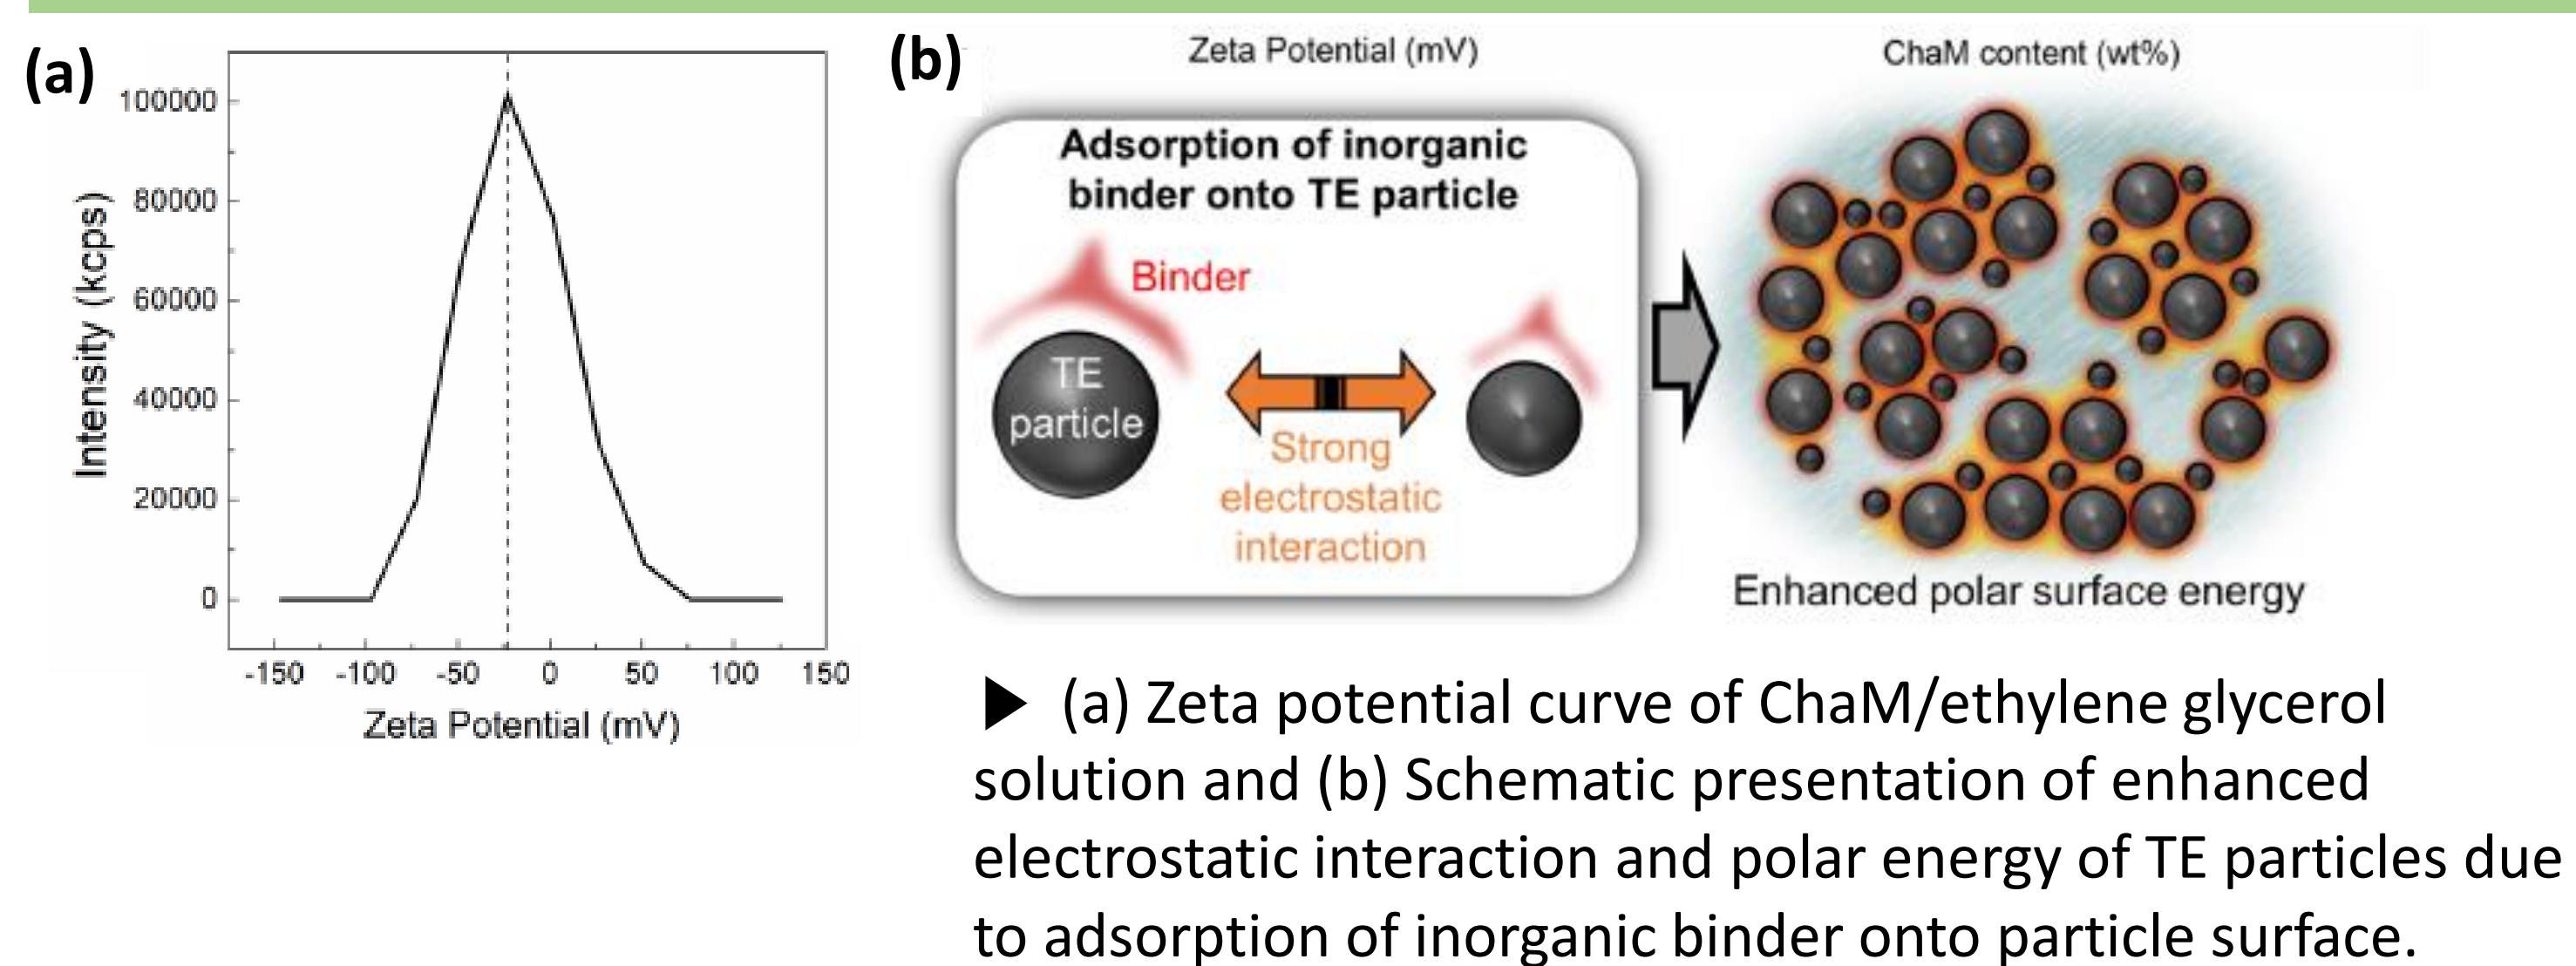 (a)
100000
80000
60000
40000
20000
0
Intensity (kcps)
-150 -100 -50 0 50 100 150
Zeta Potential (mV)
(b)
Zeta Potential (mV)
ChaM content (wt%)
Adsorption of inorganic
binder onto TE particle
Binder
TE
particle
Strong
electrostatic
interaction
Enhanced polar surface energy
▶ (a) Zeta potential curve of ChaM/ethylene glycerol
solution and (b) Schematic presentation of enhanced
electrostatic interaction and polar energy of TE particles due
to adsorption of inorganic binder onto particle surface.